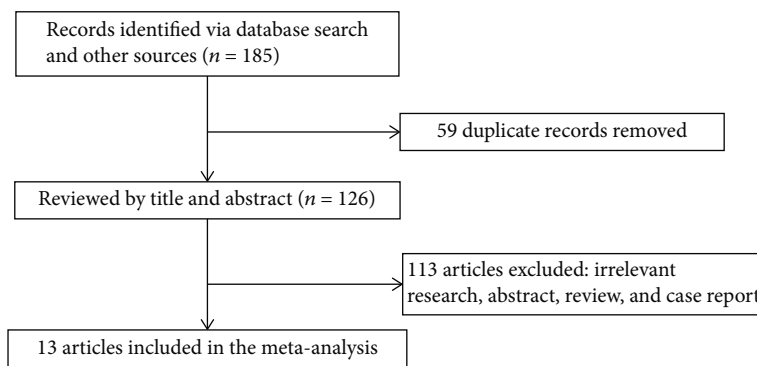 Records identified via database search
and other sources (n = 185)
59 duplicate records removed
Reviewed by title and abstract (n = 126)
113 articles excluded: irrelevant
research, abstract, review, and case report
13 articles included in the meta-analysis